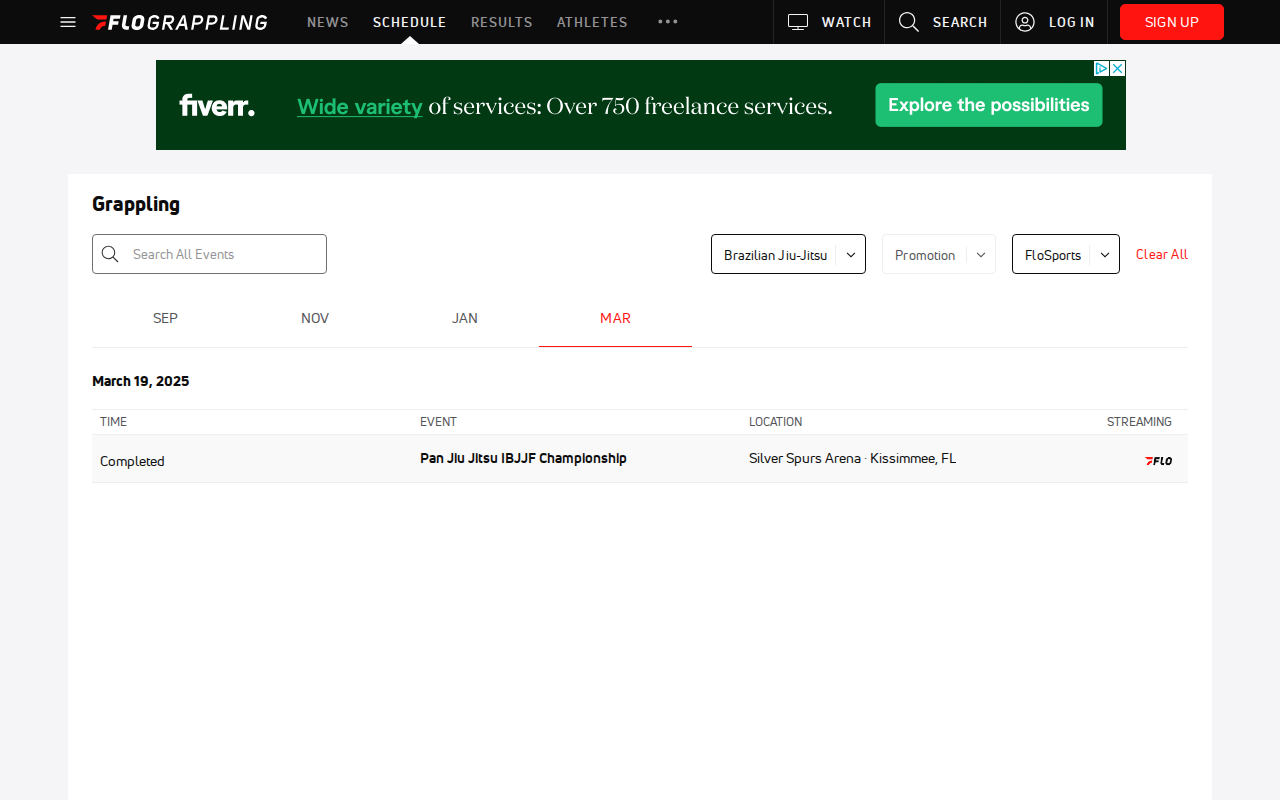 FLOGRAPPLING NEWS SCHEDULE RESULTS ATHLETES WATCH SEARCH LOG IN SIGN UP
fiverr. Wide variety of services: Over 750 freelance services. Explore the possibilities
Grappling
Search All Events Brazilian Jiu-Jitsu Promotion FloSports Clear All
SEP NOV JAN MAR
March 19, 2025
TIME EVENT LOCATION STREAMING
Completed Pan Jiu Jitsu IBJJF Championship Silver Spurs Arena · Kissimmee, FL FLO